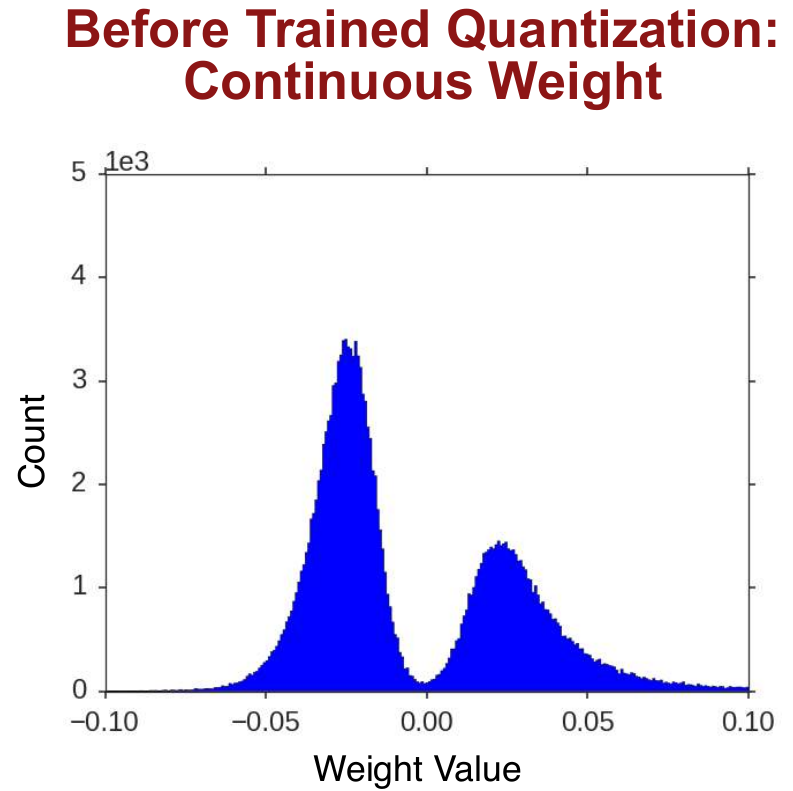 Before Trained Quantization:
Continuous Weight
1e3
5
4
3
2
1
0
Count
−0.10 −0.05 0.00 0.05 0.10
Weight Value